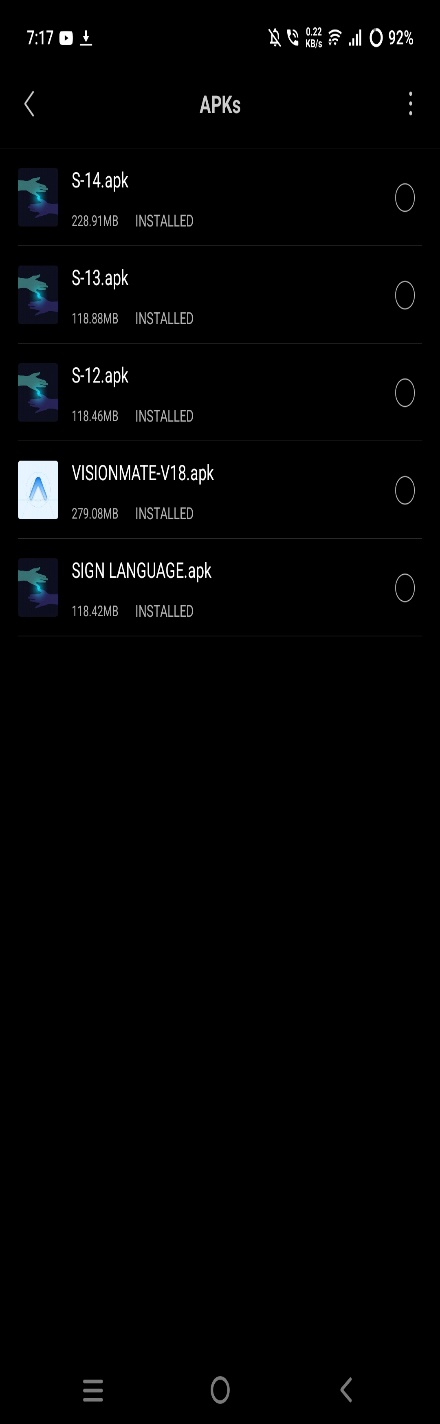 7:17
0.22
KB/s
92%
APKs
S-14.apk
228.91MB INSTALLED
S-13.apk
118.88MB INSTALLED
S-12.apk
118.46MB INSTALLED
VISIONMATE-V18.apk
279.08MB INSTALLED
SIGN LANGUAGE.apk
118.42MB INSTALLED